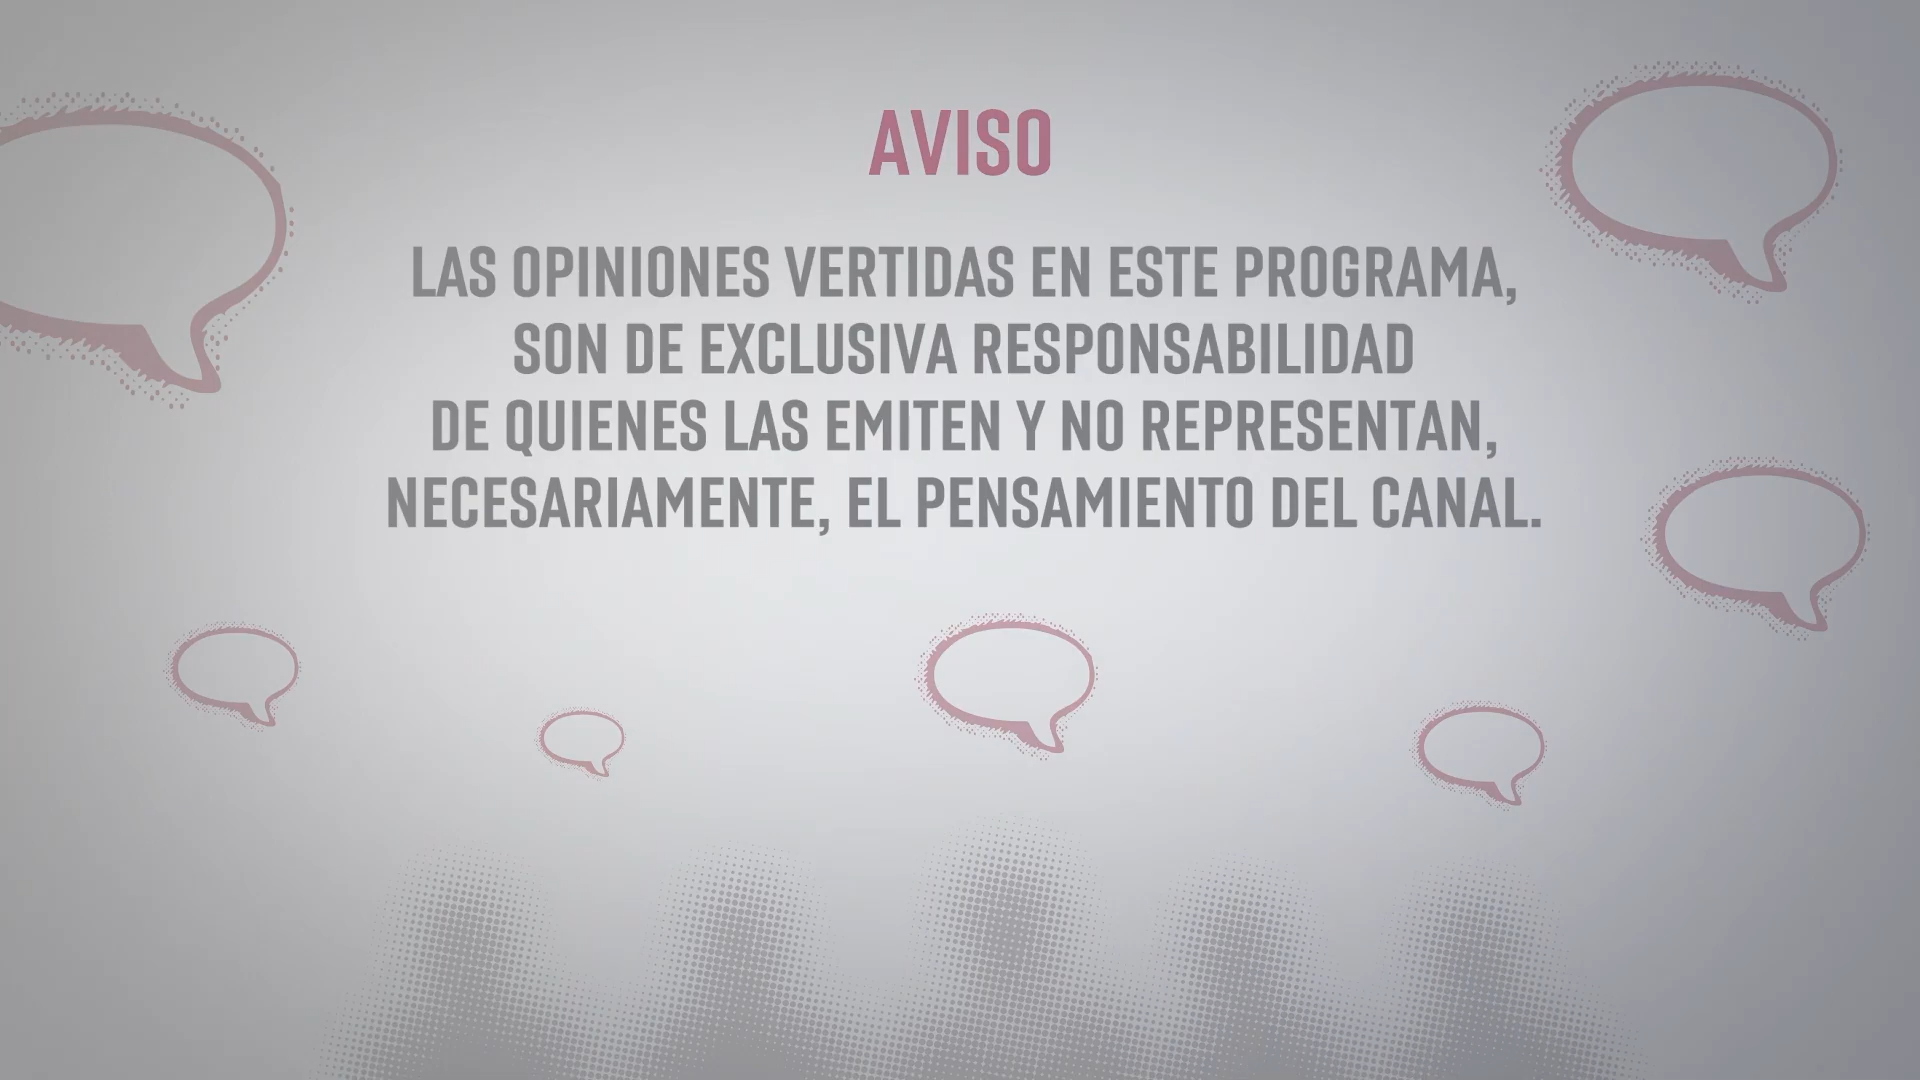 AVISO
LAS OPINIONES VERTIDAS EN ESTE PROGRAMA,
SON DE EXCLUSIVA RESPONSABILIDAD
DE QUIENES LAS EMITEN Y NO REPRESENTAN,
NECESARIAMENTE, EL PENSAMIENTO DEL CANAL.